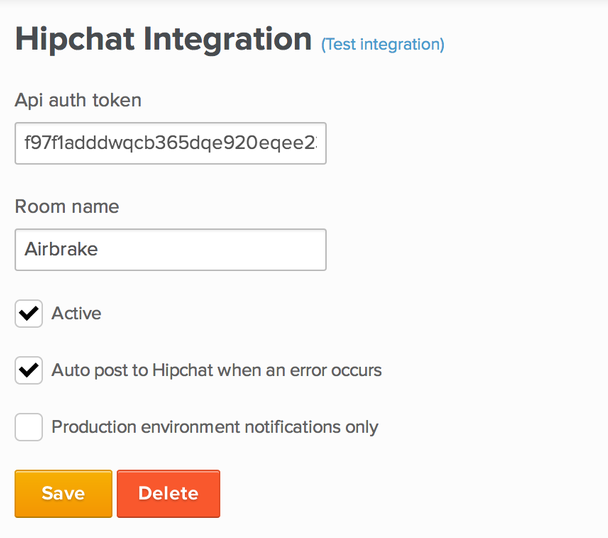 Hipchat Integration (Test integration)
Api auth token
f97f1adddwqcb365dqe920eqee2
Room name
Airbrake
Active
Auto post to Hipchat when an error occurs
Production environment notifications only
Save Delete